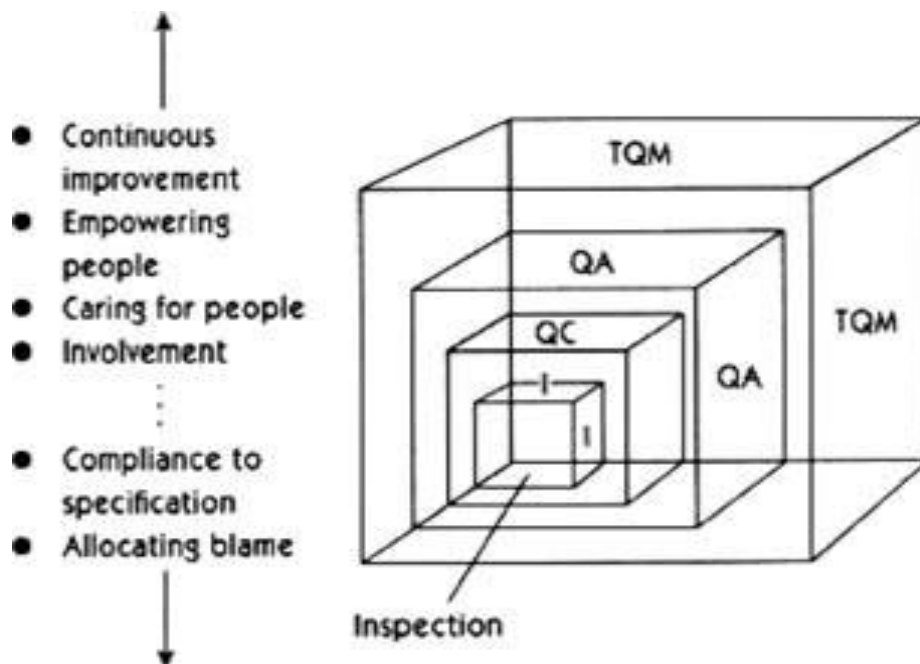 ● Continuous
improvement
● Empowering
people
● Caring for people
● Involvement
● Compliance to
specification
● Allocating blame
TQM
QA
TQM
QC
QA
I
I
Inspection